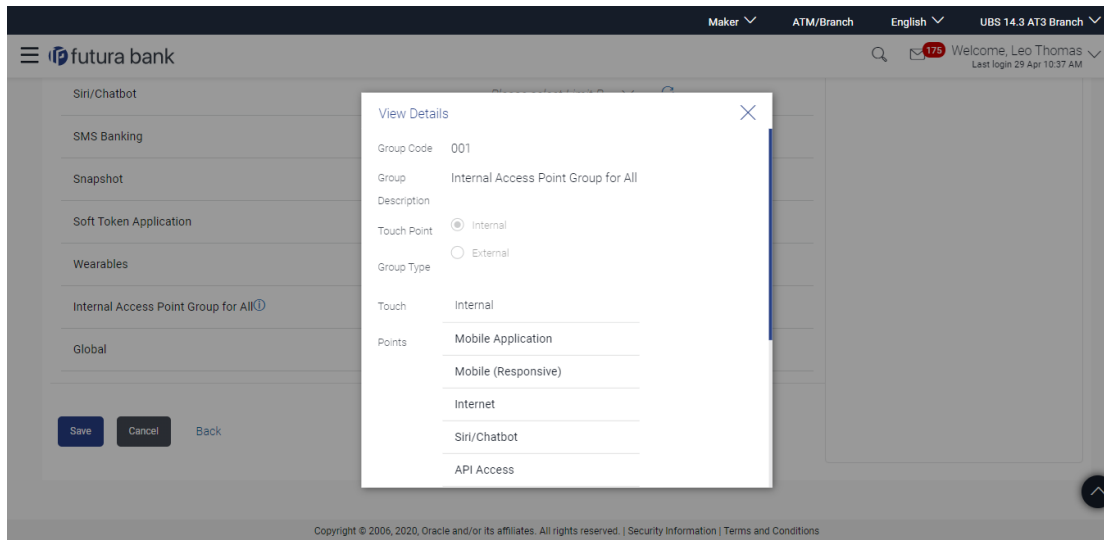 Maker ATM/Branch English UBS 14.3 AT3 Branch
futura bank 175 Welcome, Leo Thomas
Last login 29 Apr 10:37 AM
Siri/Chatbot
SMS Banking
Snapshot
Soft Token Application
Wearables
Internal Access Point Group for All
Global
Save Cancel Back
View Details
Group Code 001
Group Description Internal Access Point Group for All
Touch Point Group Type Internal
External
Touch Points Internal
Mobile Application
Mobile (Responsive)
Internet
Siri/Chatbot
API Access
Copyright © 2006, 2020, Oracle and/or its affiliates. All rights reserved. | Security Information | Terms and Conditions